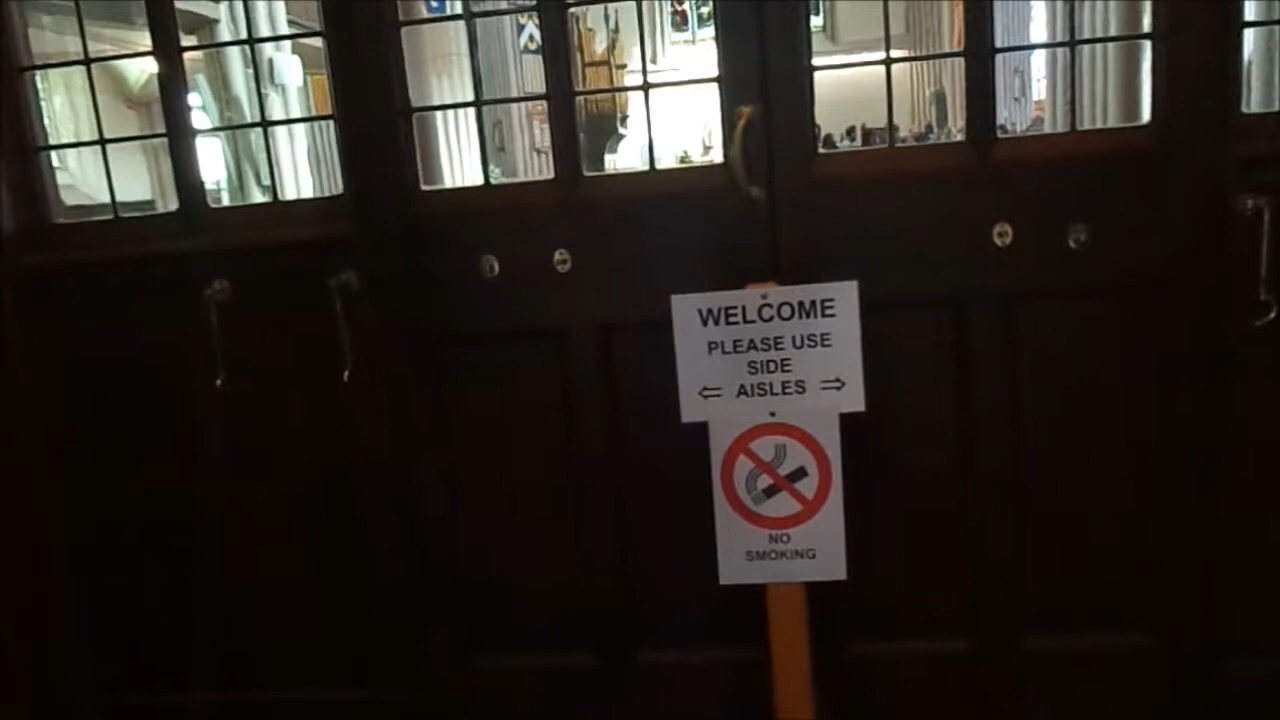 WELCOME
PLEASE USE
SIDE
⇐ AISLES ⇒
NO
SMOKING